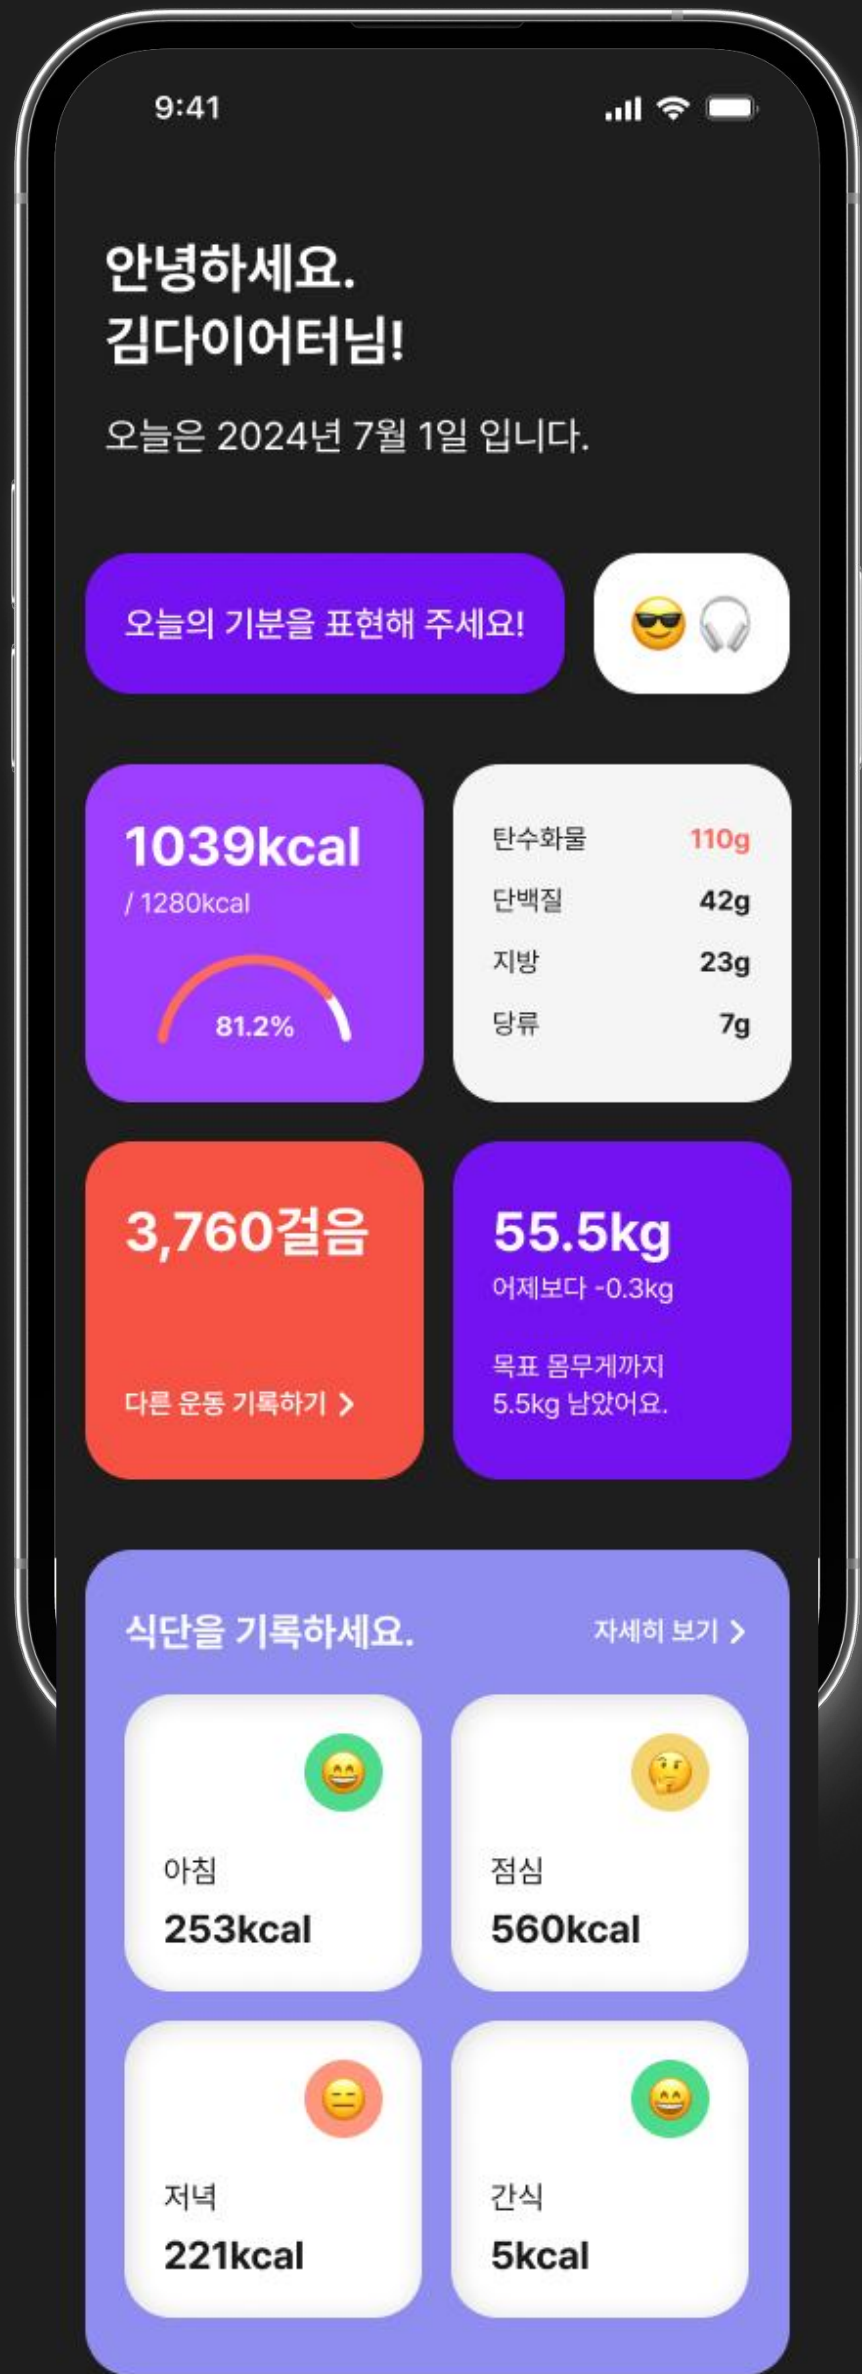 9:41
안녕하세요.
김다이어터님!
오늘은 2024년 7월 1일 입니다.
오늘의 기분을 표현해 주세요!
1039kcal
/ 1280kcal
81.2%
탄수화물 110g
단백질 42g
지방 23g
당류 7g
3,760걸음
다른 운동 기록하기 >
55.5kg
어제보다 -0.3kg
목표 몸무게까지
5.5kg 남았어요.
식단을 기록하세요.
자세히 보기 >
아침
253kcal
점심
560kcal
저녁
221kcal
간식
5kcal